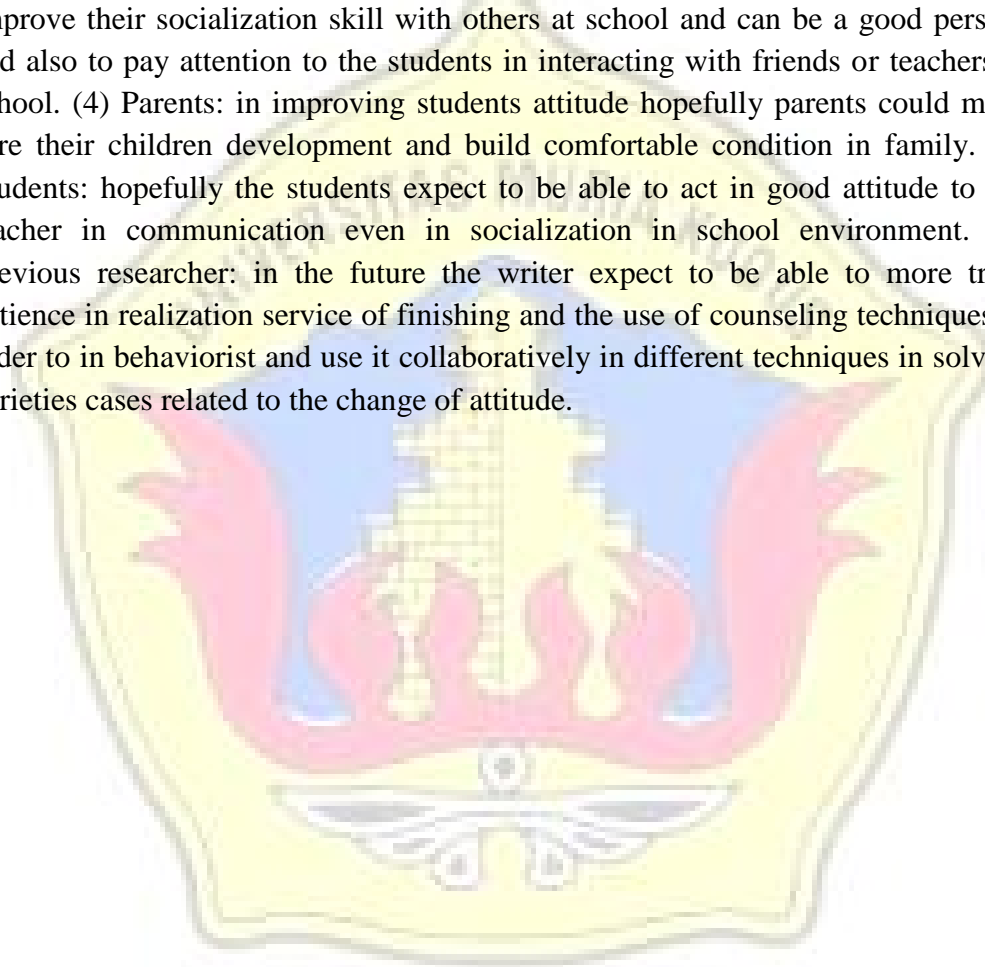 mprove their socialization skill with others at school and can be a good pers
d also to pay attention to the students in interacting with friends or teachers
hool. (4) Parents: in improving students attitude hopefully parents could m
re their children development and build comfortable condition in family.
udents: hopefully the students expect to be able to act in good attitude to
acher in communication even in socialization in school environment.
evious researcher: in the future the writer expect to be able to more tr
tience in realization service of finishing and the use of counseling techniques
der to in behaviorist and use it collaboratively in different techniques in solv
rieties cases related to the change of attitude.
UNIVERSITAS MURIA KUDUS